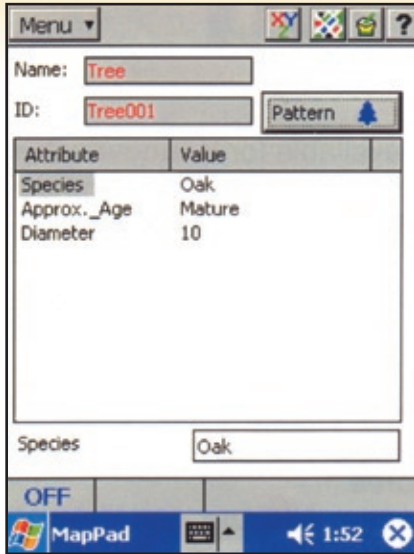 Menu XY ?
Name: Tree
ID: Tree001 Pattern
Attribute Value
Species Oak
Approx._Age Mature
Diameter 10
Species Oak
OFF
MapPad 1:52